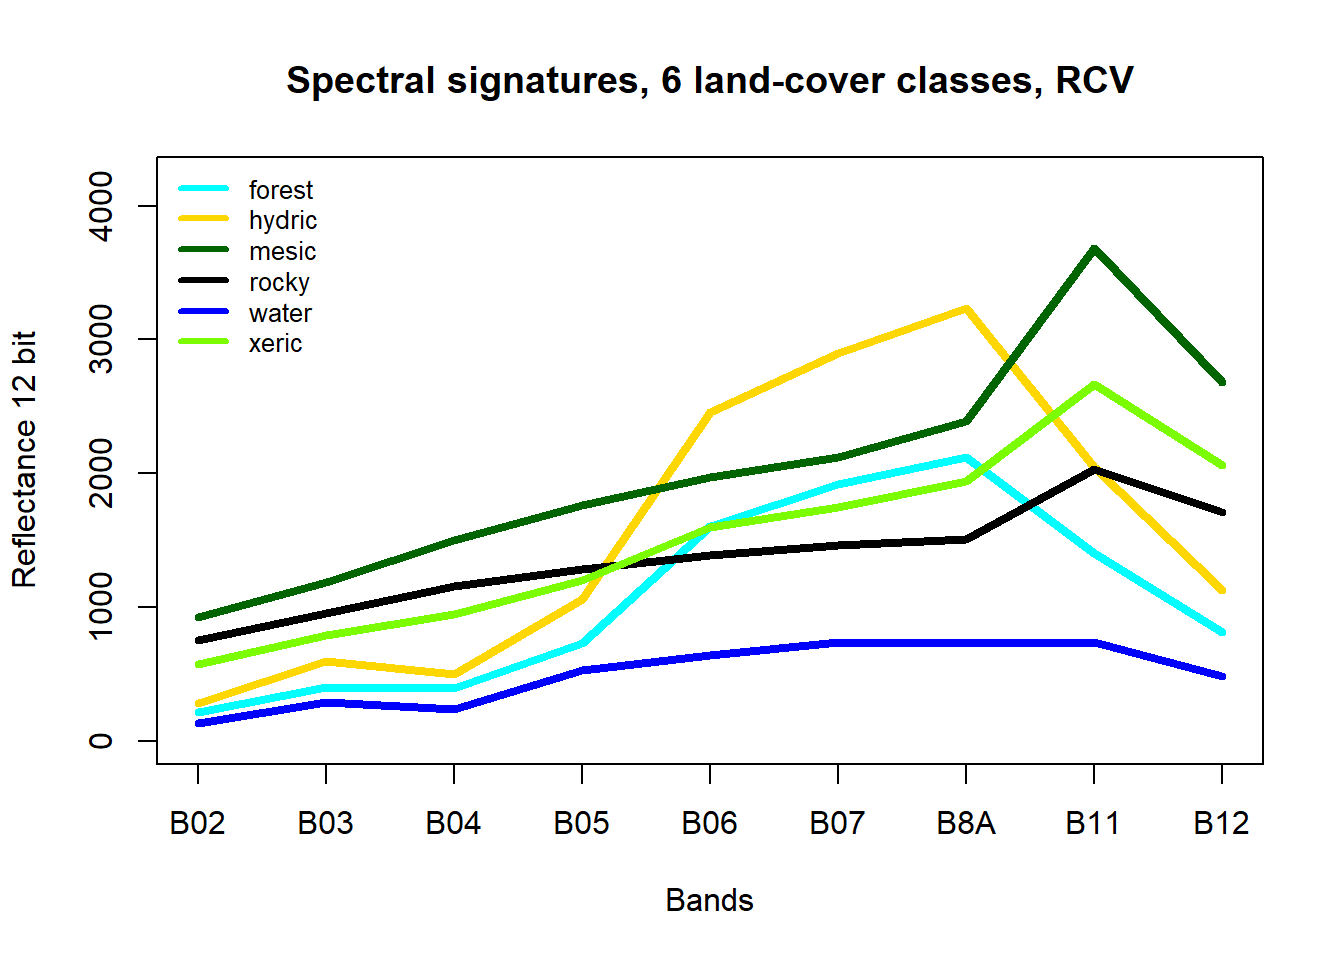 Spectral signatures, 6 land-cover classes, RCV
forest
hydric
mesic
rocky
water
xeric
Reflectance 12 bit
4000
3000
2000
1000
0
B02 B03 B04 B05 B06 B07 B8A B11 B12
Bands